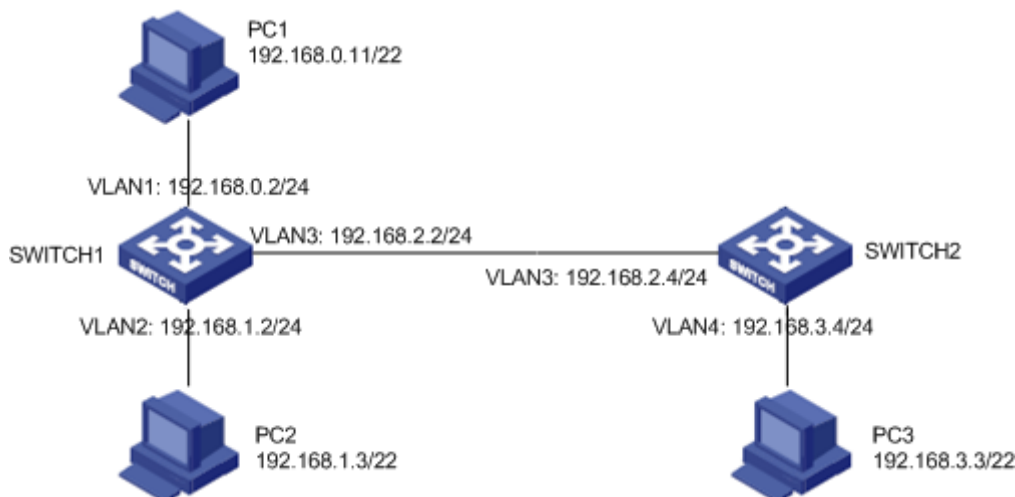 PC1
192.168.0.11/22
VLAN1: 192.168.0.2/24
SWITCH1
SWITCH
VLAN3: 192.168.2.2/24
VLAN3: 192.168.2.4/24
SWITCH
SWITCH2
VLAN2: 192.168.1.2/24
VLAN4: 192.168.3.4/24
PC2
192.168.1.3/22
PC3
192.168.3.3/22